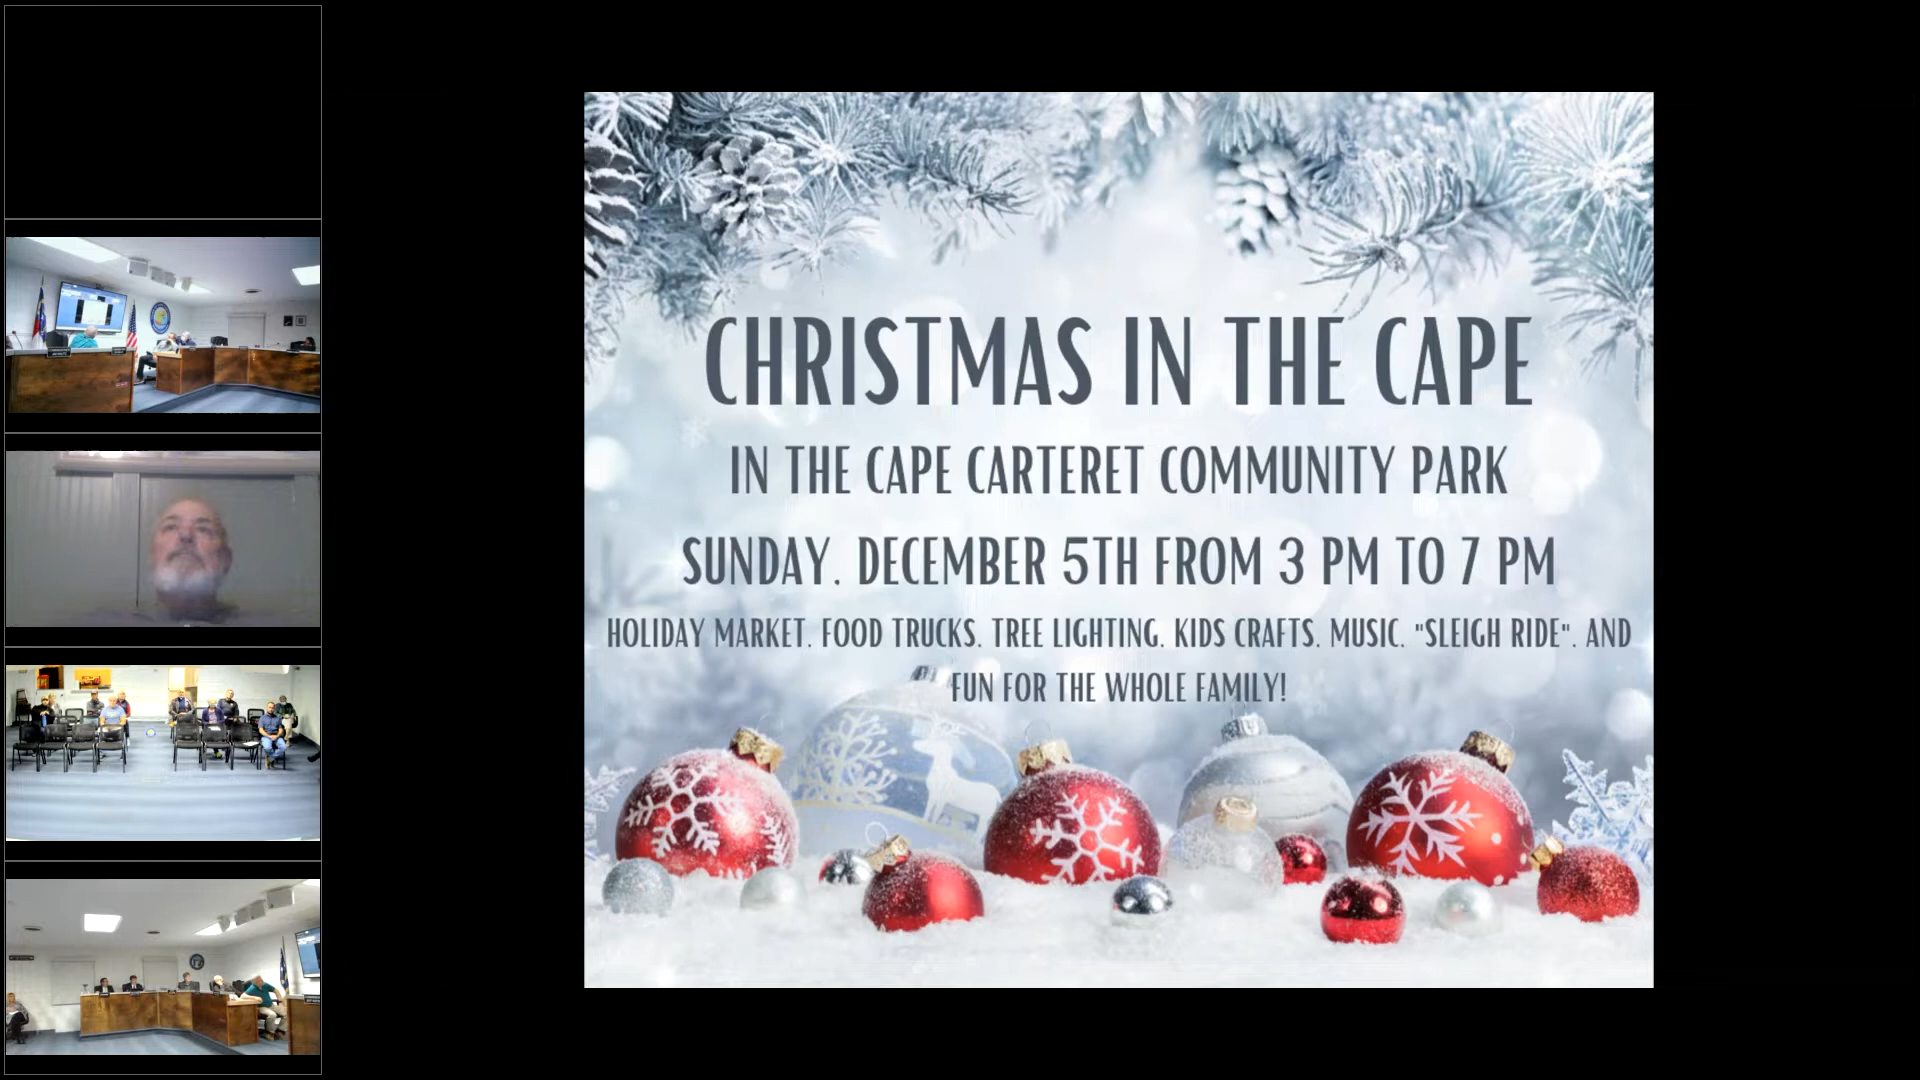 CHRISTMAS IN THE CAPE
IN THE CAPE CARTERET COMMUNITY PARK
SUNDAY, DECEMBER 5TH FROM 3 PM TO 7 PM
HOLIDAY MARKET, FOOD TRUCKS, TREE LIGHTING, KIDS CRAFTS, MUSIC, "SLEIGH RIDE", AND
FUN FOR THE WHOLE FAMILY!